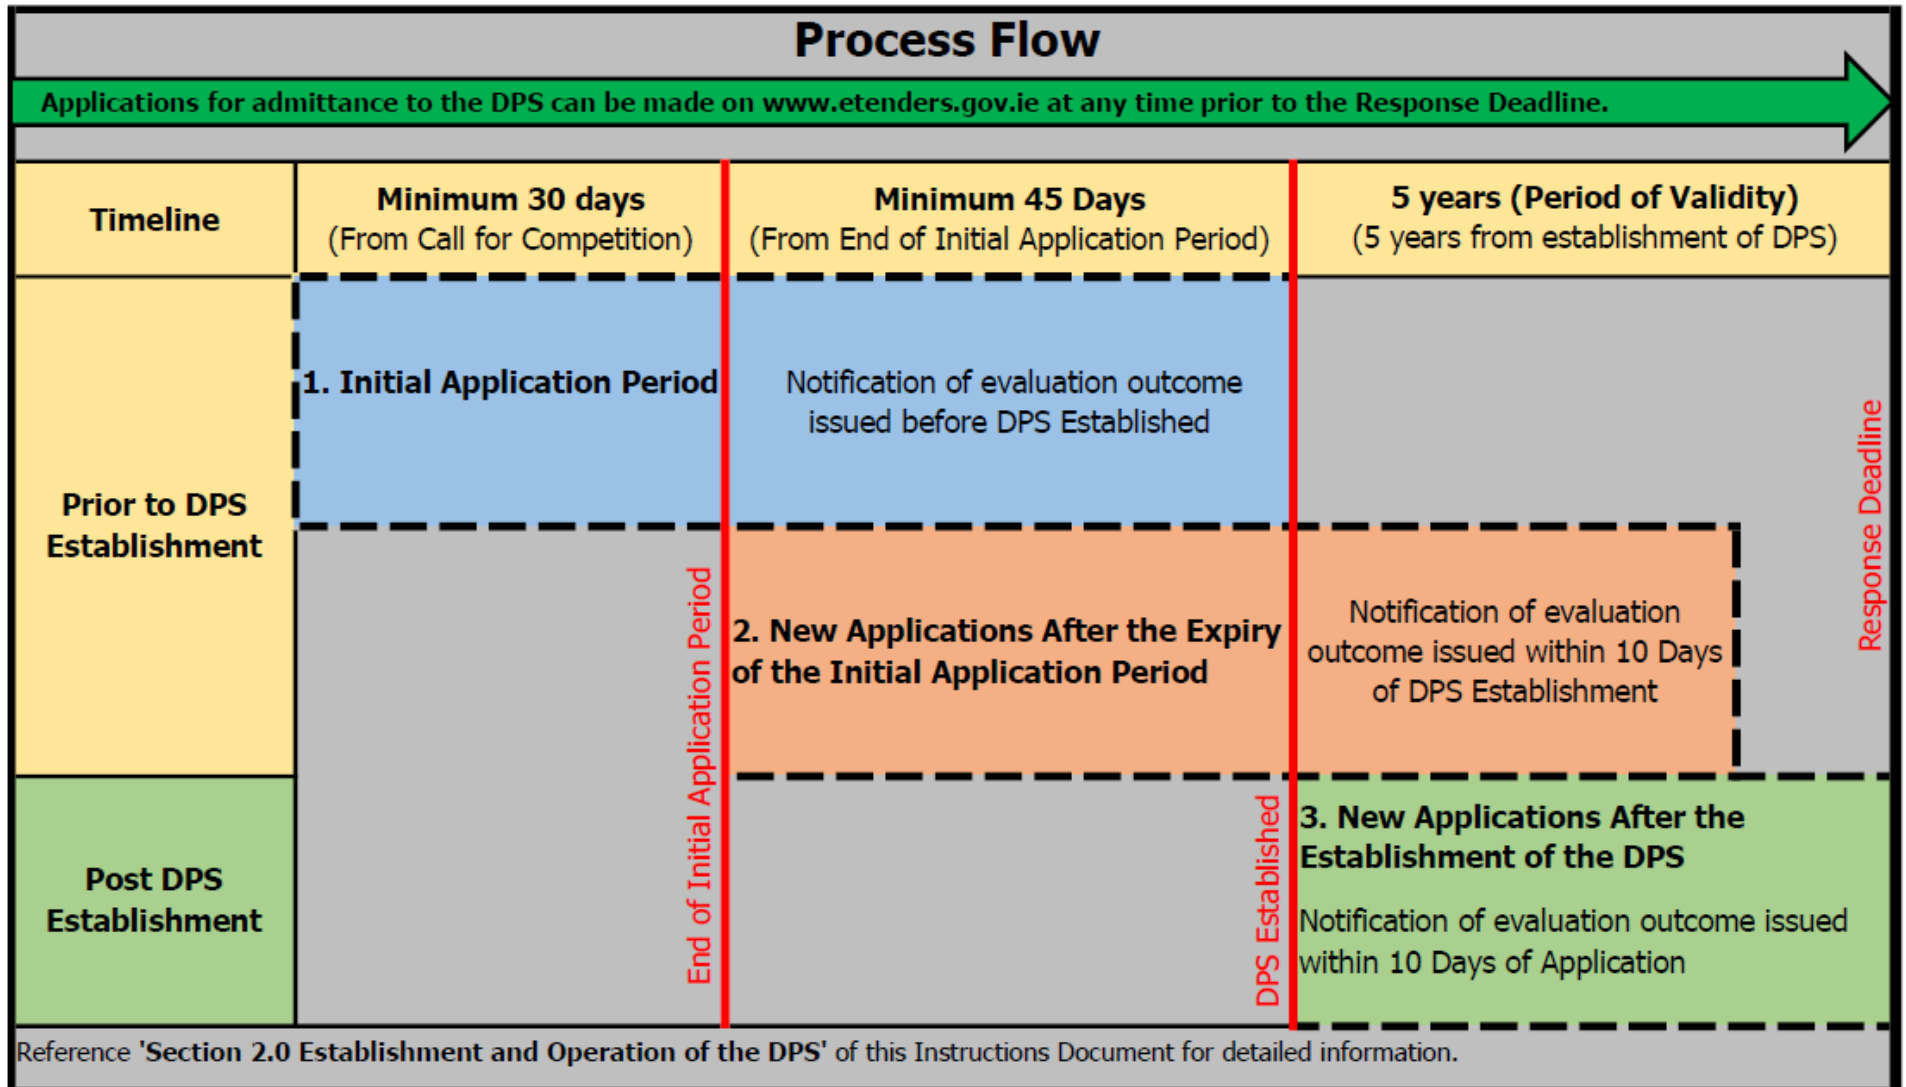 Process Flow
Applications for admittance to the DPS can be made on www.etenders.gov.ie at any time prior to the Response Deadline.
Timeline
Minimum 30 days
(From Call for Competition)
Minimum 45 Days
(From End of Initial Application Period)
5 years (Period of Validity)
(5 years from establishment of DPS)
Prior to DPS
Establishment
1. Initial Application Period
Notification of evaluation outcome
issued before DPS Established
2. New Applications After the Expiry
of the Initial Application Period
Notification of evaluation
outcome issued within 10 Days
of DPS Establishment
Response Deadline
End of Initial Application Period
Post DPS
Establishment
DPS Established
3. New Applications After the
Establishment of the DPS
Notification of evaluation outcome issued
within 10 Days of Application
Reference 'Section 2.0 Establishment and Operation of the DPS' of this Instructions Document for detailed information.